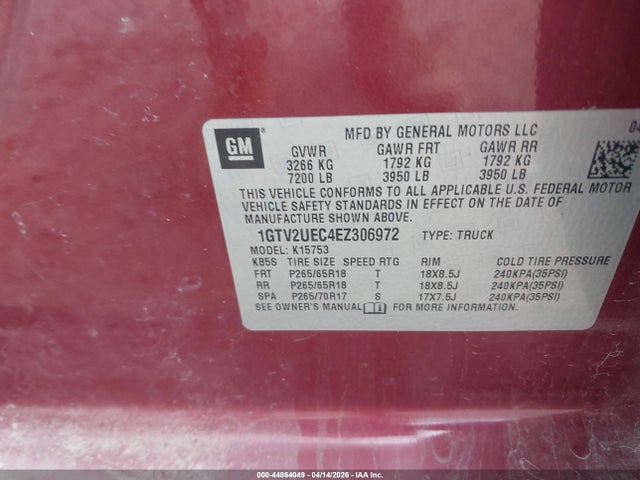 GM
MFD BY GENERAL MOTORS LLC
04
GVWR GAWR FRT GAWR RR
3266 KG 1792 KG 1792 KG
7200 LB 3950 LB 3950 LB
THIS VEHICLE CONFORMS TO ALL APPLICABLE U.S. FEDERAL MOTOR
VEHICLE SAFETY STANDARDS IN EFFECT ON THE DATE OF
MANUFACTURE SHOWN ABOVE.
1GTV2UEC4EZ306972 TYPE: TRUCK
MODEL: K15753
KB5S TIRE SIZE SPEED RTG RIM COLD TIRE PRESSURE
FRT P265/65R18 T 18X8.5J 240KPA(35PSI)
RR P265/65R18 T 18X8.5J 240KPA(35PSI)
SPA P265/70R17 S 17X7.5J 240KPA(35PSI)
SEE OWNER'S MANUAL FOR MORE INFORMATION.
000-44864049 | 04/14/2026 | IAA Inc.